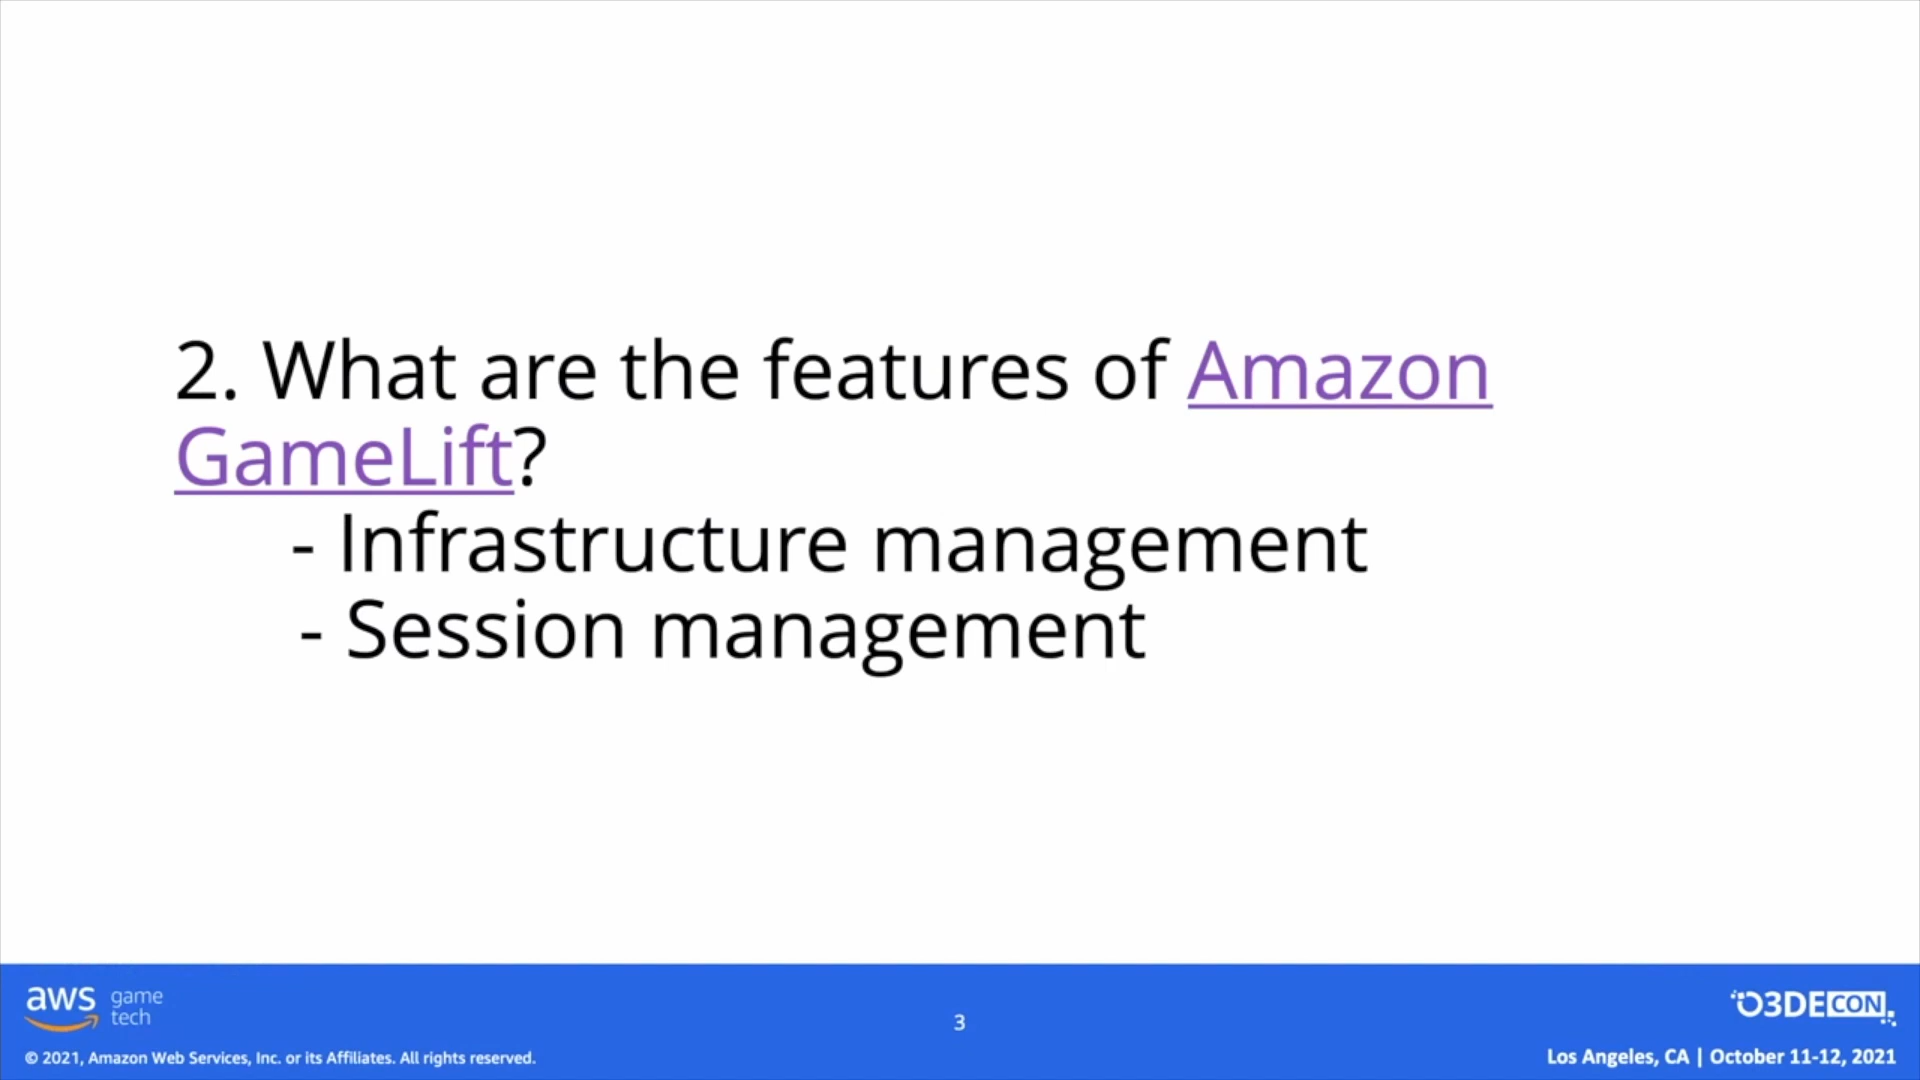 2. What are the features of Amazon
GameLift?
- Infrastructure management
- Session management
aws game
tech
3
O3DECON
© 2021, Amazon Web Services, Inc. or its Affiliates. All rights reserved.
Los Angeles, CA | October 11-12, 2021